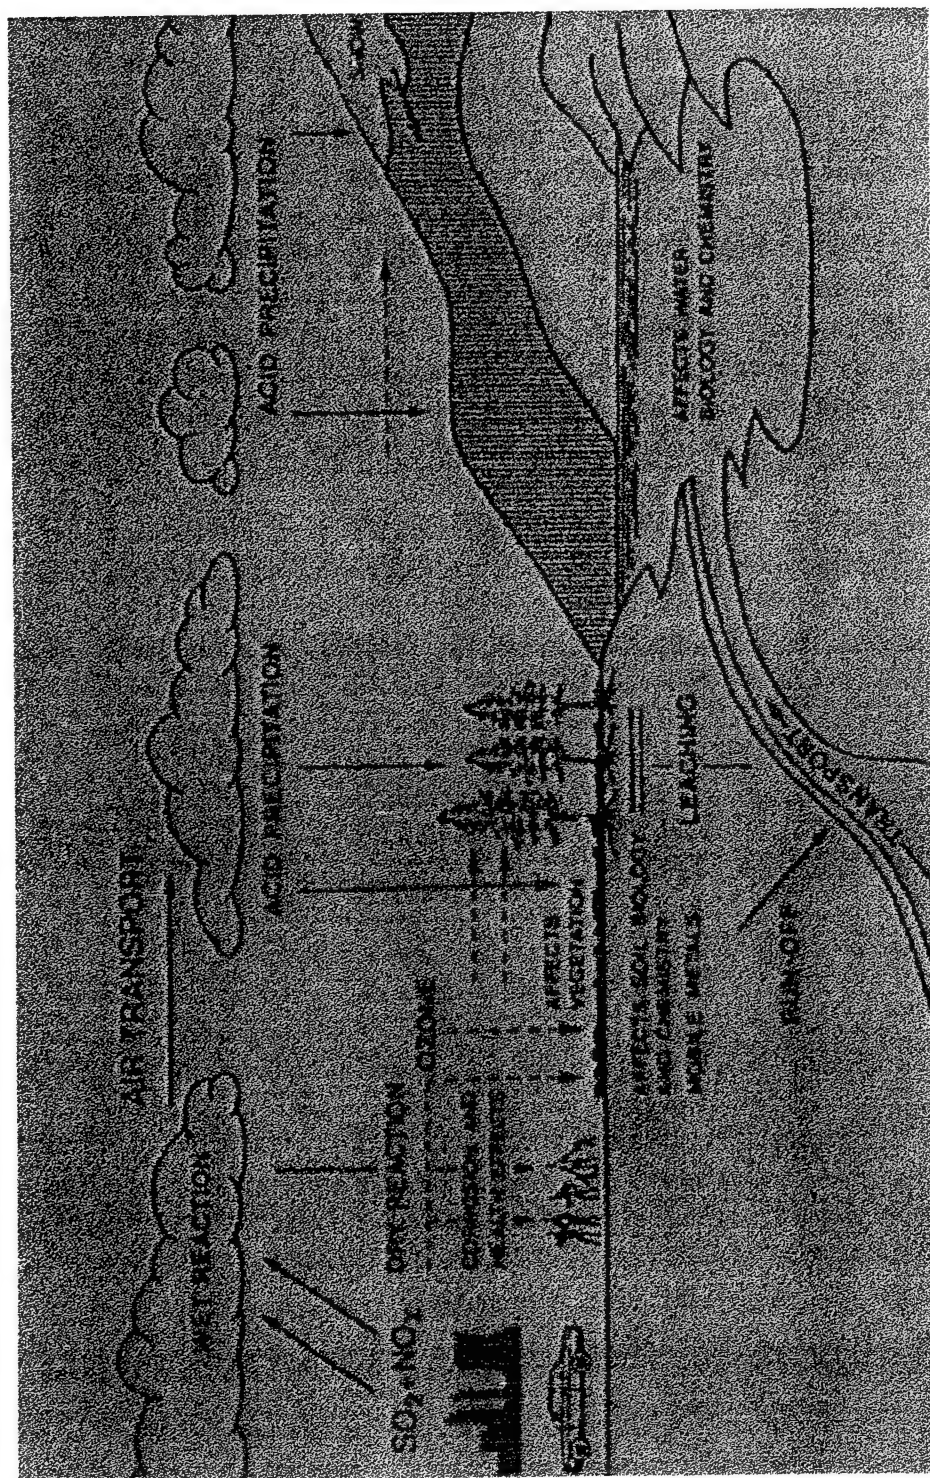 AIR TRANSPORT
WET REACTION
ACID PRECIPITATION
ACID PRECIPITATION
SNOW
SO₂ + NOₓ
DRY REACTION
OZONE
CORROSION AND
HEALTH EFFECTS
AFFECTS
VEGETATION
AFFECTS SOIL BIOLOGY
AND CHEMISTRY
MOBILE METALS
LEACHING
AFFECTS WATER
BIOLOGY AND CHEMISTRY
RUN-OFF
TRANSPORT